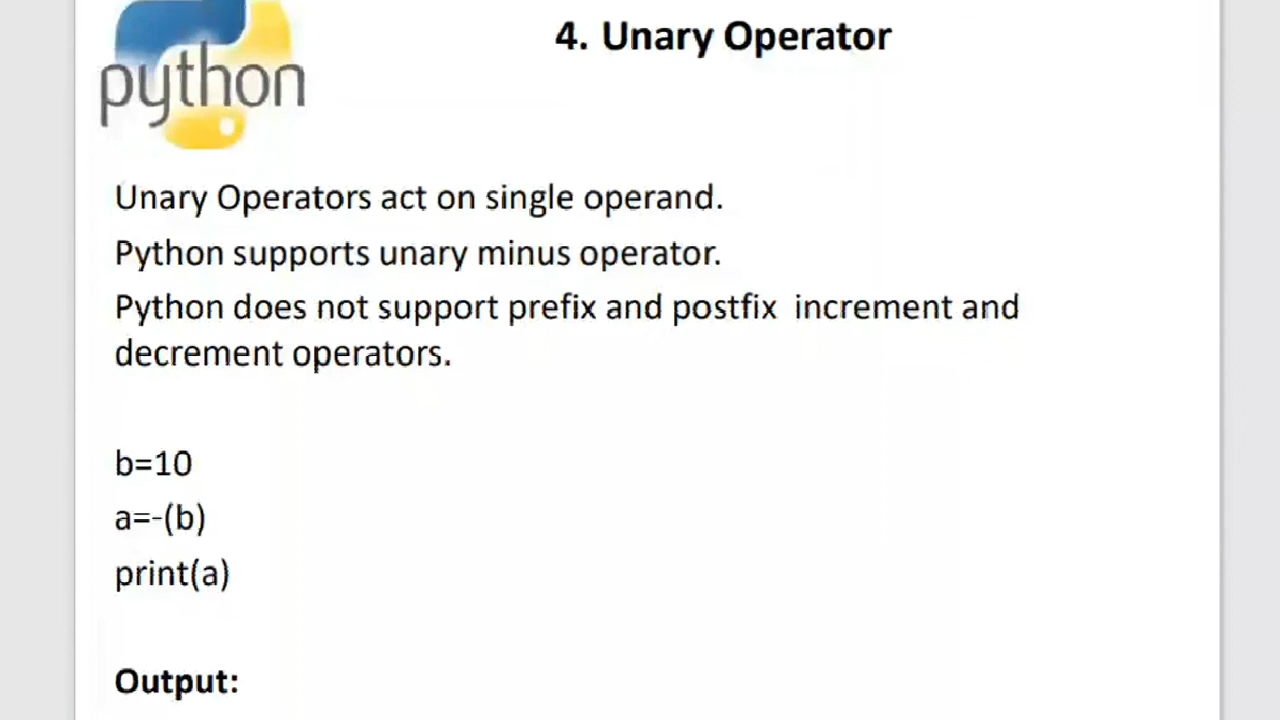 python
4. Unary Operator
Unary Operators act on single operand.
Python supports unary minus operator.
Python does not support prefix and postfix  increment and
decrement operators.
b=10
a=-(b)
print(a)
Output: